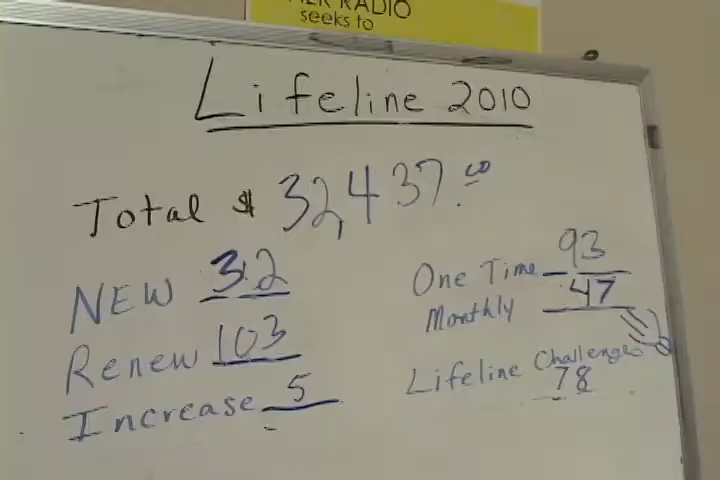 RADIO
seeks to
Lifeline 2010
Total $ 32,437.00
NEW 32
Renew 103
Increase 5
One Time 93
Monthly 47
Lifeline Challenges
78